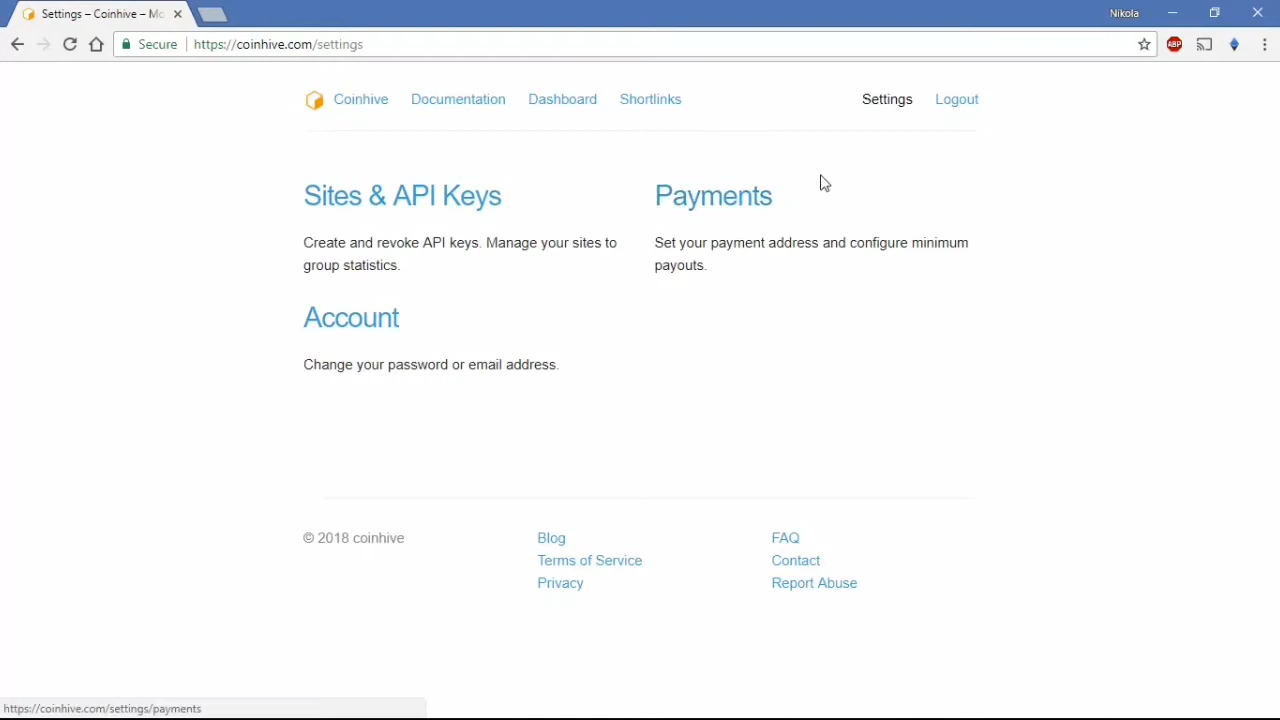 Settings – Coinhive – Mo
Nikola
Secure
https://coinhive.com/settings
ABP
Coinhive
Documentation
Dashboard
Shortlinks
Settings
Logout
Sites & API Keys
Create and revoke API keys. Manage your sites to
group statistics.
Payments
Set your payment address and configure minimum
payouts.
Account
Change your password or email address.
© 2018 coinhive
Blog
Terms of Service
Privacy
FAQ
Contact
Report Abuse
https://coinhive.com/settings/payments